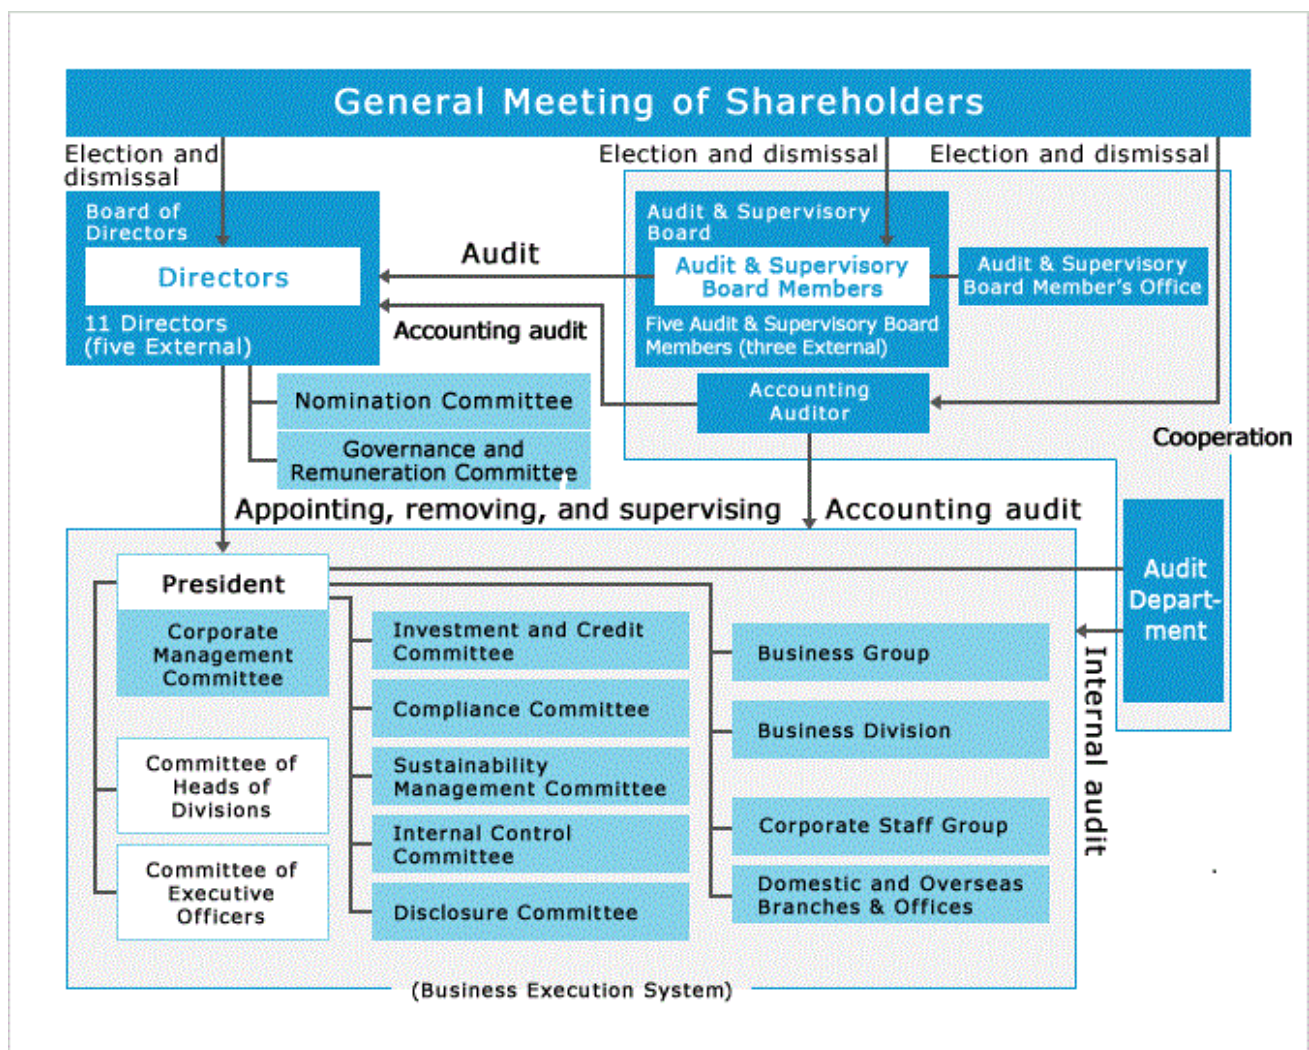 General Meeting of Shareholders
Election and
dismissal
Election and dismissal
Election and dismissal
Board of
Directors
Directors
11 Directors
(five External)
Audit
Accounting audit
Audit & Supervisory
Board
Audit & Supervisory
Board Members
Five Audit & Supervisory Board
Members (three External)
Audit & Supervisory
Board Member's Office
Accounting
Auditor
Cooperation
Nomination Committee
Governance and
Remuneration Committee
Appointing, removing, and supervising
Accounting audit
President
Corporate
Management
Committee
Committee of
Heads of
Divisions
Committee of
Executive
Officers
Investment and Credit
Committee
Compliance Committee
Sustainability
Management Committee
Internal Control
Committee
Disclosure Committee
Business Group
Business Division
Corporate Staff Group
Domestic and Overseas
Branches & Offices
Internal audit
Audit
Depart-
ment
(Business Execution System)